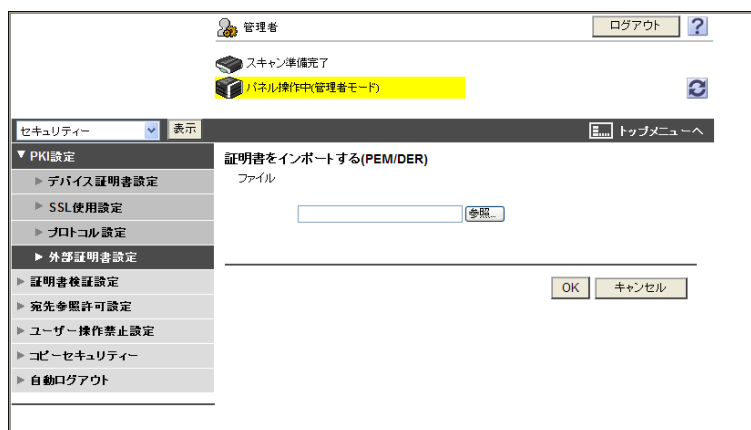 管理者
ログアウト
?
スキャン準備完了
パネル操作中(管理者モード)
セキュリティー
表示
トップメニューへ
▼ PKI設定
▶ デバイス証明書設定
▶ SSL使用設定
▶ プロトコル設定
▶ 外部証明書設定
▶ 証明書検証設定
▶ 宛先参照許可設定
▶ ユーザー操作禁止設定
▶ コピーセキュリティー
▶ 自動ログアウト
証明書をインポートする(PEM/DER)
ファイル
参照...
OK
キャンセル